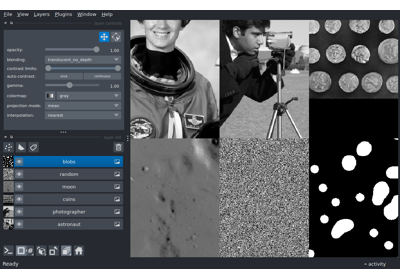 File View Layers Plugins Window Help
opacity: 1.00
blending: translucent_no_depth
contrast limits:
auto-contrast: once continuous
gamma: 1.00
colormap: gray
projection mode: mean
interpolation: nearest
blobs
random
moon
coins
photographer
astronaut
Ready activity